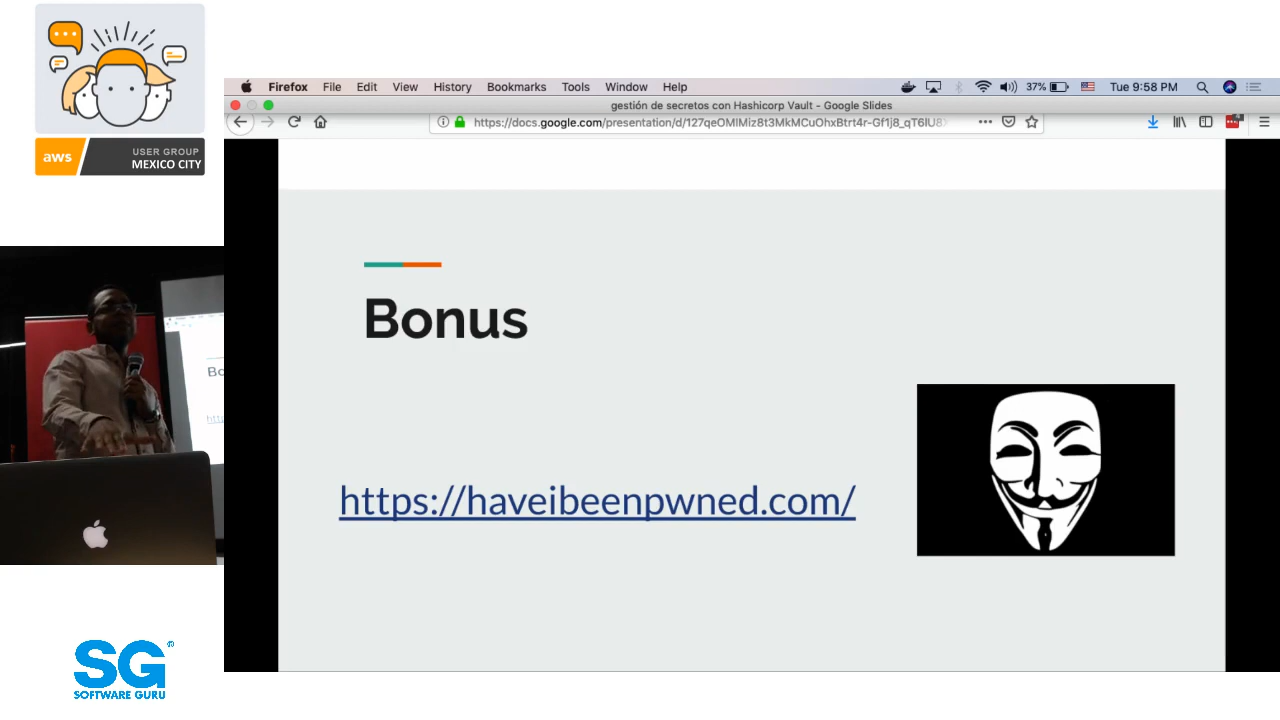 aws
USER GROUP
MEXICO CITY
SG®
SOFTWARE GURU
Firefox File Edit View History Bookmarks Tools Window Help
37%
Tue 9:58 PM
gestión de secretos con Hashicorp Vault - Google Slides
https://docs.google.com/presentation/d/
Bonus
https://haveibeenpwned.com/
Bo
http